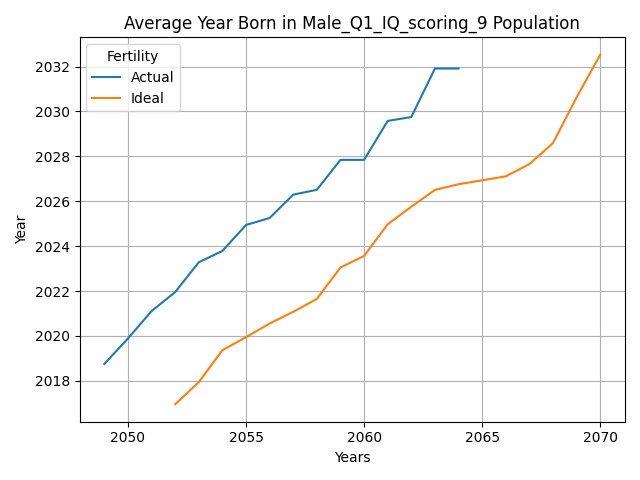 Average Year Born in Male_Q1_IQ_scoring_9 Population
Fertility
Actual
Ideal
2032
2030
2028
2026
2024
2022
2020
2018
Year
2050 2055 2060 2065 2070
Years